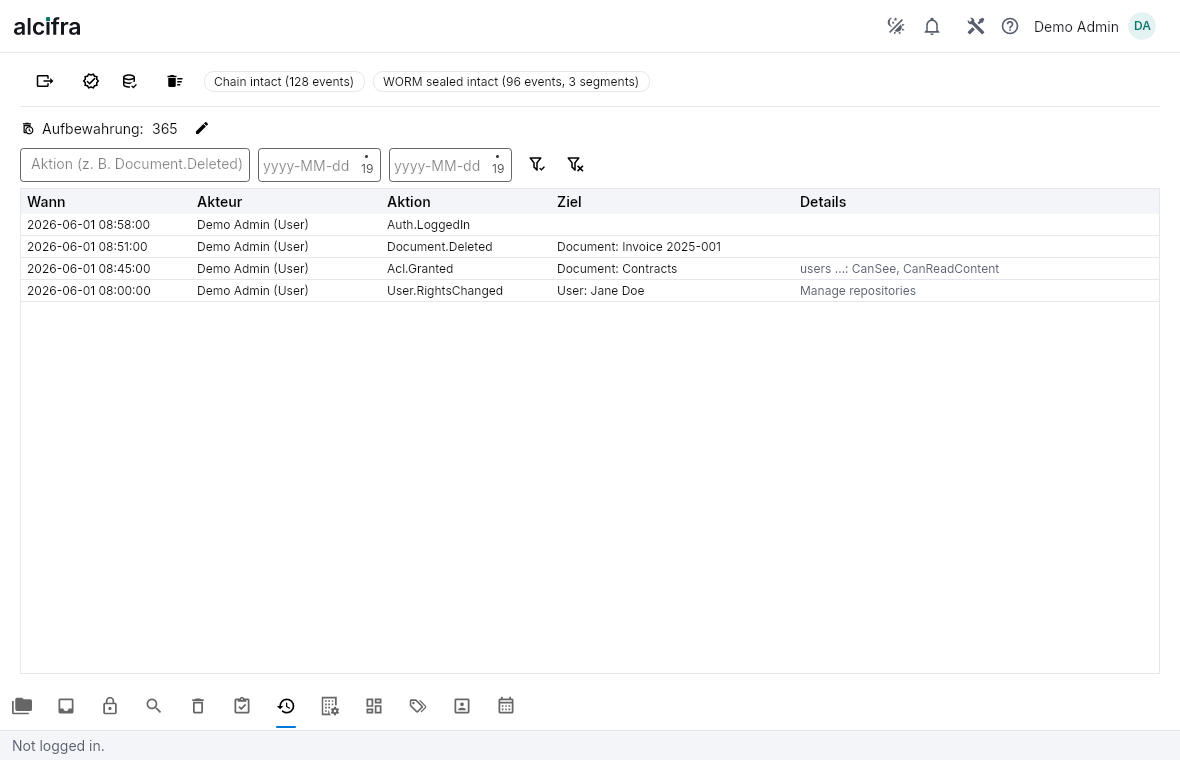 alcifra
Demo Admin DA
Chain intact (128 events) WORM sealed intact (96 events, 3 segments)
Aufbewahrung: 365
Aktion (z. B. Document.Deleted) yyyy-MM-dd 19 yyyy-MM-dd 19
Wann Akteur Aktion Ziel Details
2026-06-01 08:58:00 Demo Admin (User) Auth.LoggedIn
2026-06-01 08:51:00 Demo Admin (User) Document.Deleted Document: Invoice 2025-001
2026-06-01 08:45:00 Demo Admin (User) Acl.Granted Document: Contracts users ...: CanSee, CanReadContent
2026-06-01 08:00:00 Demo Admin (User) User.RightsChanged User: Jane Doe Manage repositories
Not logged in.